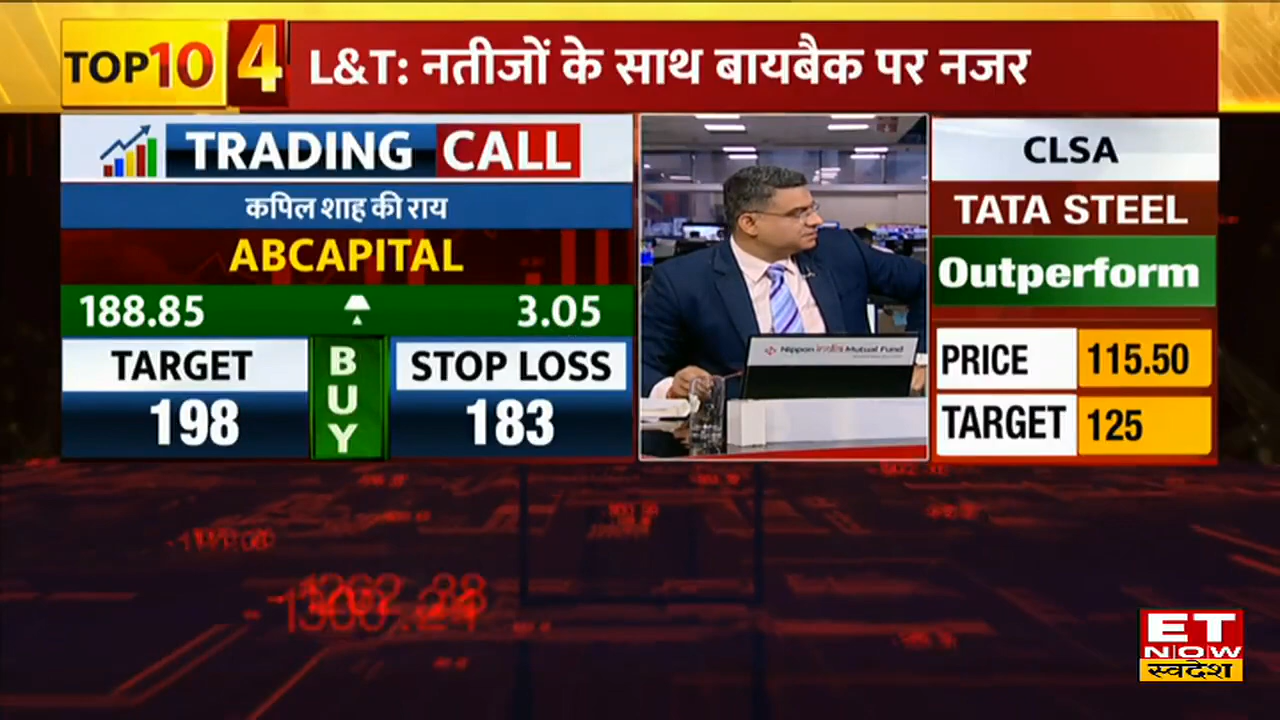 TOP10 4 L&T: नतीजों के साथ बायबैक पर नजर
TRADING CALL
कपिल शाह की राय
ABCAPITAL
188.85 3.05
TARGET BUY STOP LOSS
198 183
Nippon india Mutual Fund
CLSA
TATA STEEL
Outperform
PRICE 115.50
TARGET 125
ET
NOW
स्वदेश